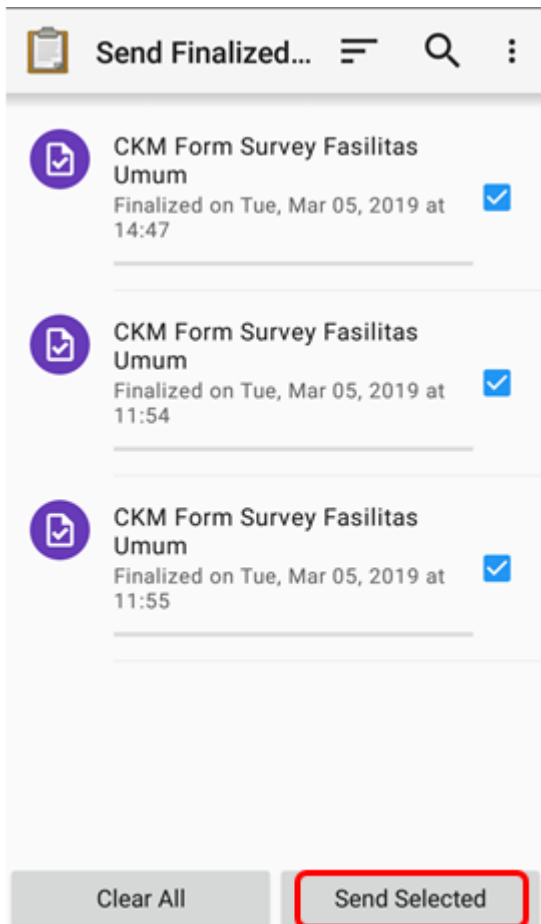 Send Finalized...
CKM Form Survey Fasilitas
Umum
Finalized on Tue, Mar 05, 2019 at
14:47
CKM Form Survey Fasilitas
Umum
Finalized on Tue, Mar 05, 2019 at
11:54
CKM Form Survey Fasilitas
Umum
Finalized on Tue, Mar 05, 2019 at
11:55
Clear All
Send Selected